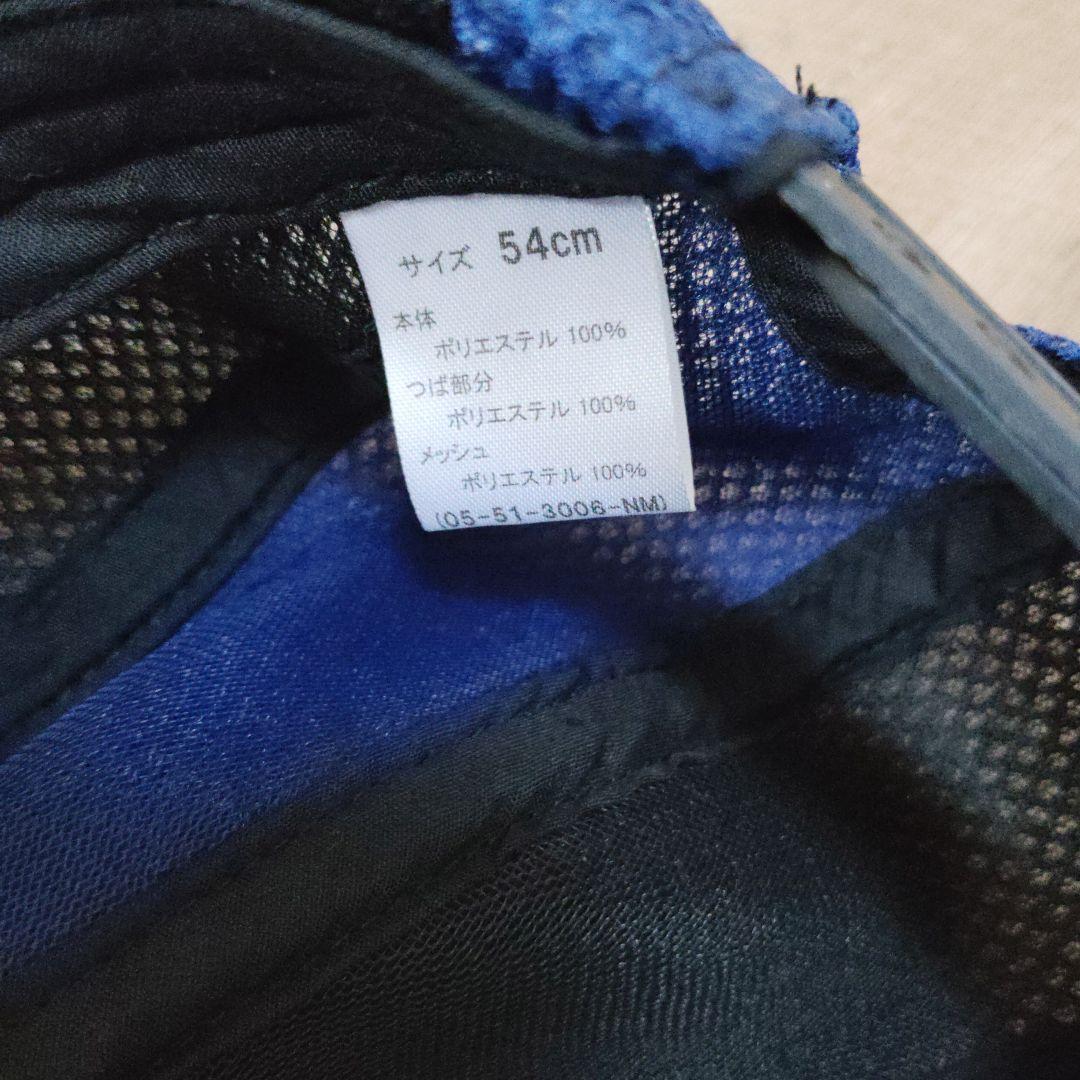 サイズ 54cm
本体
ポリエステル 100%
つば部分
ポリエステル 100%
メッシュ
ポリエステル 100%
(05-51-3006-NM)